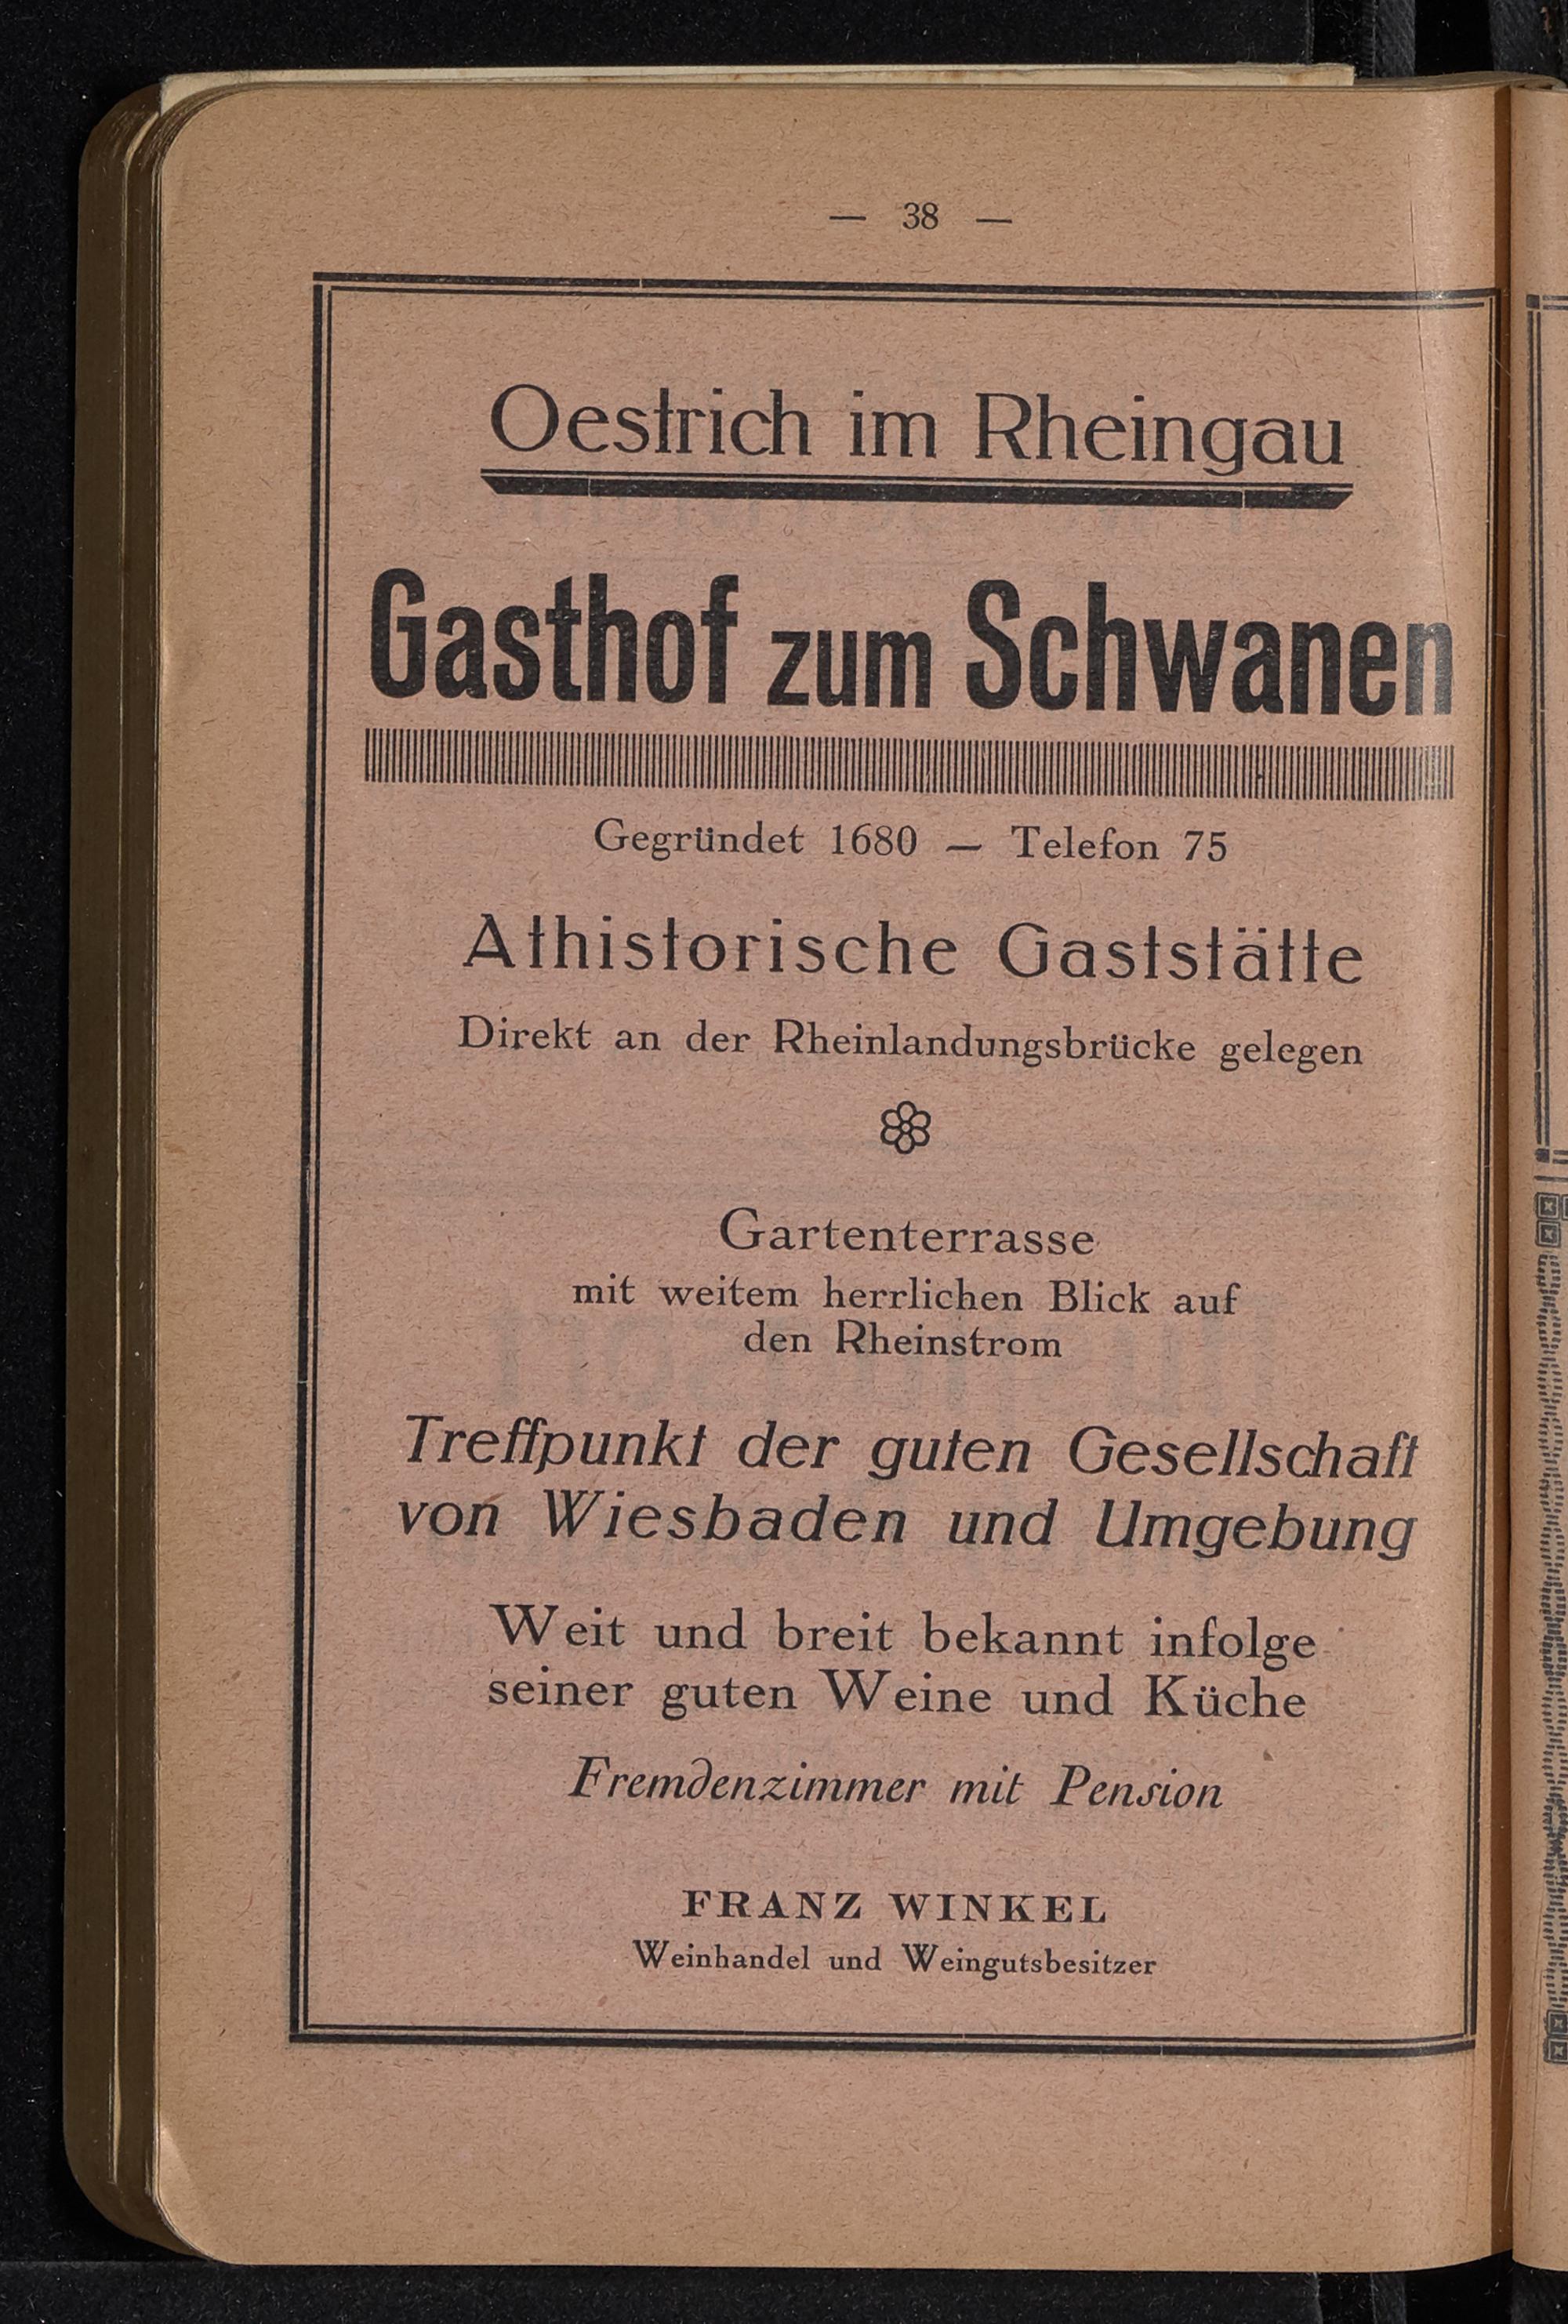 — 38 —
Oestrich im Rheingau
Gasthof zum Schwanen
Gegründet 1680 — Telefon 75
Athistorische Gaststätte
Direkt an der Rheinlandungsbrücke gelegen
Gartenterrasse
mit weitem herrlichen Blick auf
den Rheinstrom
Treffpunkt der guten Gesellschaft
von Wiesbaden und Umgebung
Weit und breit bekannt infolge
seiner guten Weine und Küche
Fremdenzimmer mit Pension
FRANZ WINKEL
Weinhandel und Weingutsbesitzer